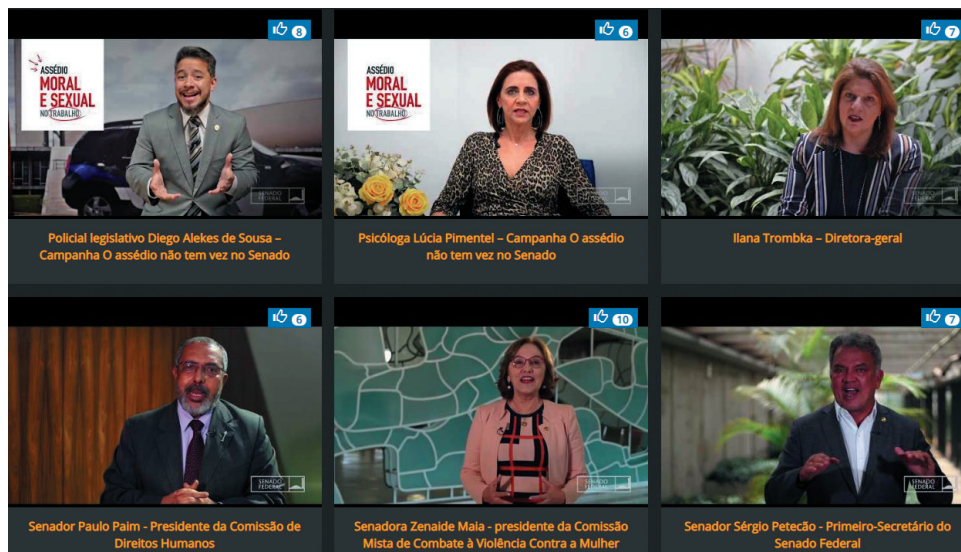 8
6
7
ASSÉDIO
MORAL
E SEXUAL
NO TRABALHO
ASSÉDIO
MORAL
E SEXUAL
NO TRABALHO
SENADO
FEDERAL
SENADO
FEDERAL
SENADO
FEDERAL
Policial legislativo Diego Alekes de Sousa –
Campanha O assédio não tem vez no Senado
Psicóloga Lúcia Pimentel – Campanha O assédio
não tem vez no Senado
Ilana Trombka – Diretora-geral
6
10
7
SENADO
FEDERAL
SENADO
FEDERAL
SENADO
FEDERAL
Senador Paulo Paim - Presidente da Comissão de
Direitos Humanos
Senadora Zenaide Maia - presidente da Comissão
Mista de Combate à Violência Contra a Mulher
Senador Sérgio Petecão - Primeiro-Secretário do
Senado Federal